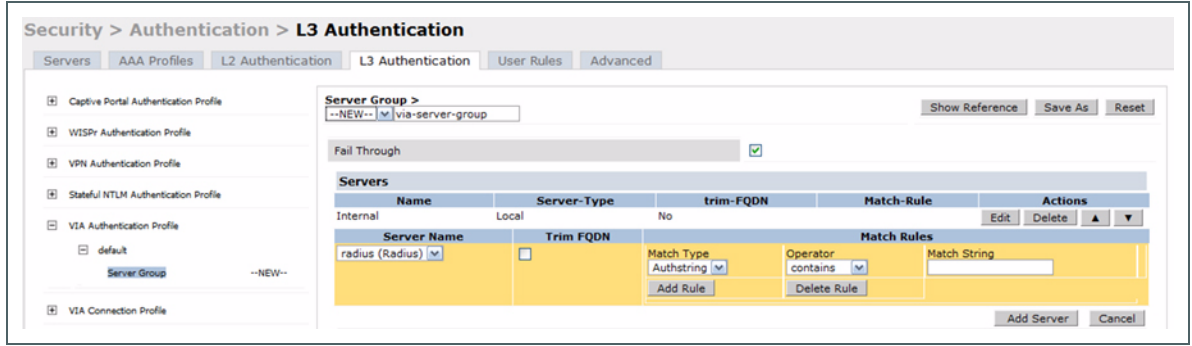 Security > Authentication > L3 Authentication
Servers AAA Profiles L2 Authentication L3 Authentication User Rules Advanced
Captive Portal Authentication Profile
WISPr Authentication Profile
VPN Authentication Profile
Stateful NTLM Authentication Profile
VIA Authentication Profile
default
Server Group --NEW--
VIA Connection Profile
Server Group >
--NEW-- via-server-group
Show Reference Save As Reset
Fail Through
Servers
Name Server-Type trim-FQDN Match-Rule Actions
Internal Local No Edit Delete ▲ ▼
Server Name Trim FQDN Match Rules
radius (Radius) Match Type Operator Match String
Authstring contains
Add Rule Delete Rule
Add Server Cancel